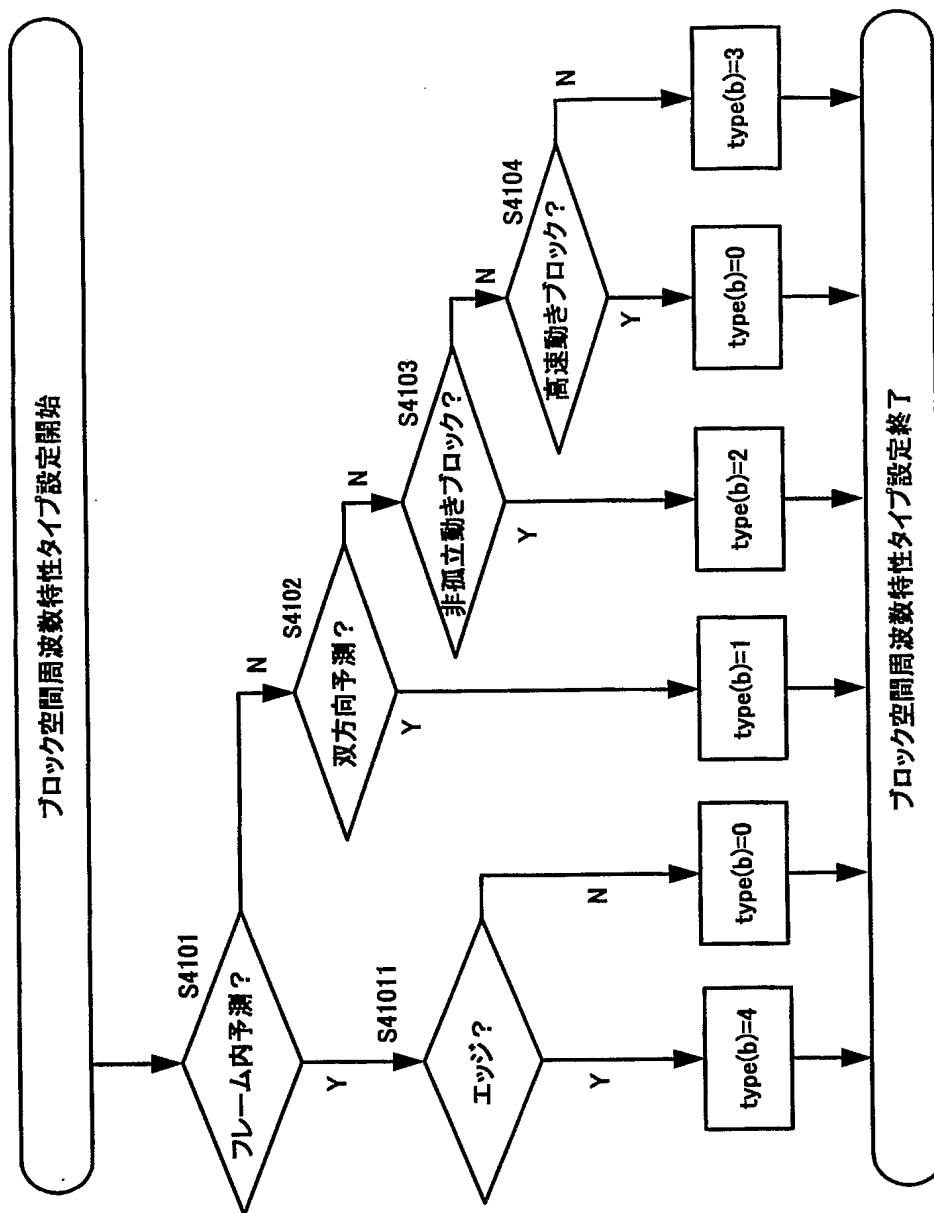 ブロック空間周波数特性タイプ設定開始
S4101
フレーム内予測？
N
Y
S4102
双方向予測？
N
Y
S4103
非孤立動きブロック？
N
Y
S4104
高速動きブロック？
N
Y
S41011
エッジ？
N
Y
type(b)=4
type(b)=0
type(b)=1
type(b)=2
type(b)=0
type(b)=3
ブロック空間周波数特性タイプ設定終了